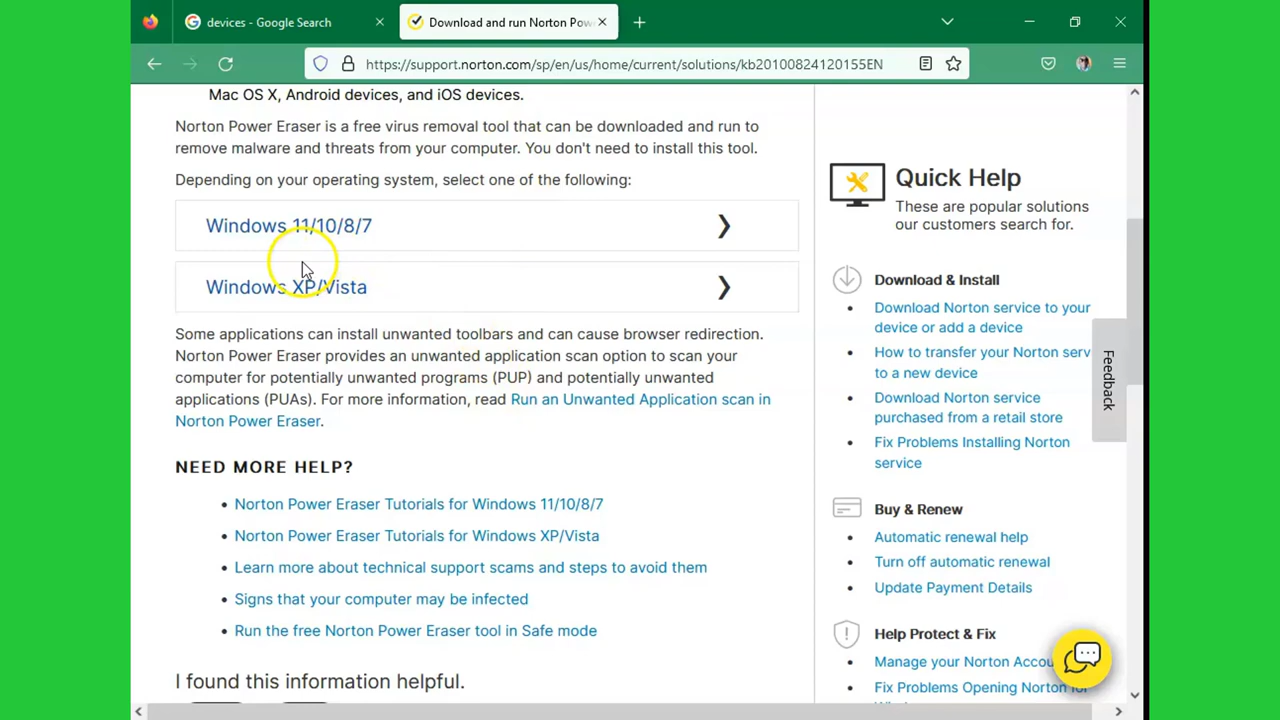 devices - Google Search
Download and run Norton Pow
https://support.norton.com/sp/en/us/home/current/solutions/kb20100824120155EN
Mac OS X, Android devices, and iOS devices.
Norton Power Eraser is a free virus removal tool that can be downloaded and run to
remove malware and threats from your computer. You don't need to install this tool.
Depending on your operating system, select one of the following:
Windows 11/10/8/7
Windows XP/Vista
Some applications can install unwanted toolbars and can cause browser redirection.
Norton Power Eraser provides an unwanted application scan option to scan your
computer for potentially unwanted programs (PUP) and potentially unwanted
applications (PUAs). For more information, read Run an Unwanted Application scan in
Norton Power Eraser.
NEED MORE HELP?
• Norton Power Eraser Tutorials for Windows 11/10/8/7
• Norton Power Eraser Tutorials for Windows XP/Vista
• Learn more about technical support scams and steps to avoid them
• Signs that your computer may be infected
• Run the free Norton Power Eraser tool in Safe mode
I found this information helpful.
Quick Help
These are popular solutions
our customers search for.
Download & Install
• Download Norton service to your
device or add a device
• How to transfer your Norton serv
to a new device
• Download Norton service
purchased from a retail store
• Fix Problems Installing Norton
service
Buy & Renew
• Automatic renewal help
• Turn off automatic renewal
• Update Payment Details
Help Protect & Fix
• Manage your Norton Accou
• Fix Problems Opening Norton for
Feedback